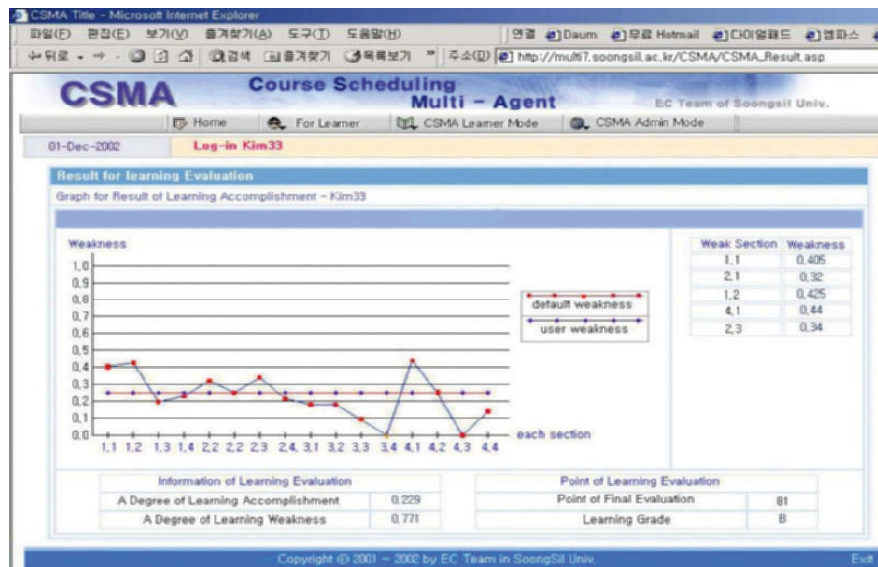 CSMA Title - Microsoft Internet Explorer
파일(F) 편집(E) 보기(V) 즐겨찾기(A) 도구(T) 도움말(H) 연결 Daum 무료 Hotmail 다이얼패드 엠파스
뒤로 검색 즐겨찾기 목록보기 » 주소(D) http://multi7.soongsil.ac.kr/CSMA/CSMA_Result.asp
CSMA Course Scheduling
Multi - Agent EC Team of Soongsil Univ.
Home For Learner CSMA Learner Mode CSMA Admin Mode
01-Dec-2002 Log-in Kim33
Result for learning Evaluation
Graph for Result of Learning Accomplishment - Kim33
Weakness
1,0
0,9
0,8
0,7
0,6
0,5
0,4
0,3
0,2
0,1
0,0
1,1 1,2 1,3 1,4 2,2 2,2 2,3 2,4, 3,1 3,2 3,3 3,4 4,1 4,2 4,3 4,4
each section
default weakness
user weakness
Weak Section Weakness
1,1 0,405
2,1 0,32
1,2 0,425
4,1 0,44
2,3 0,34
Information of Learning Evaluation
A Degree of Learning Accomplishment 0,229
A Degree of Learning Weakness 0,771
Point of Learning Evaluation
Point of Final Evaluation 81
Learning Grade B
Copyright © 2001 ~ 2002 by EC Team in SoongSil Univ, Exit